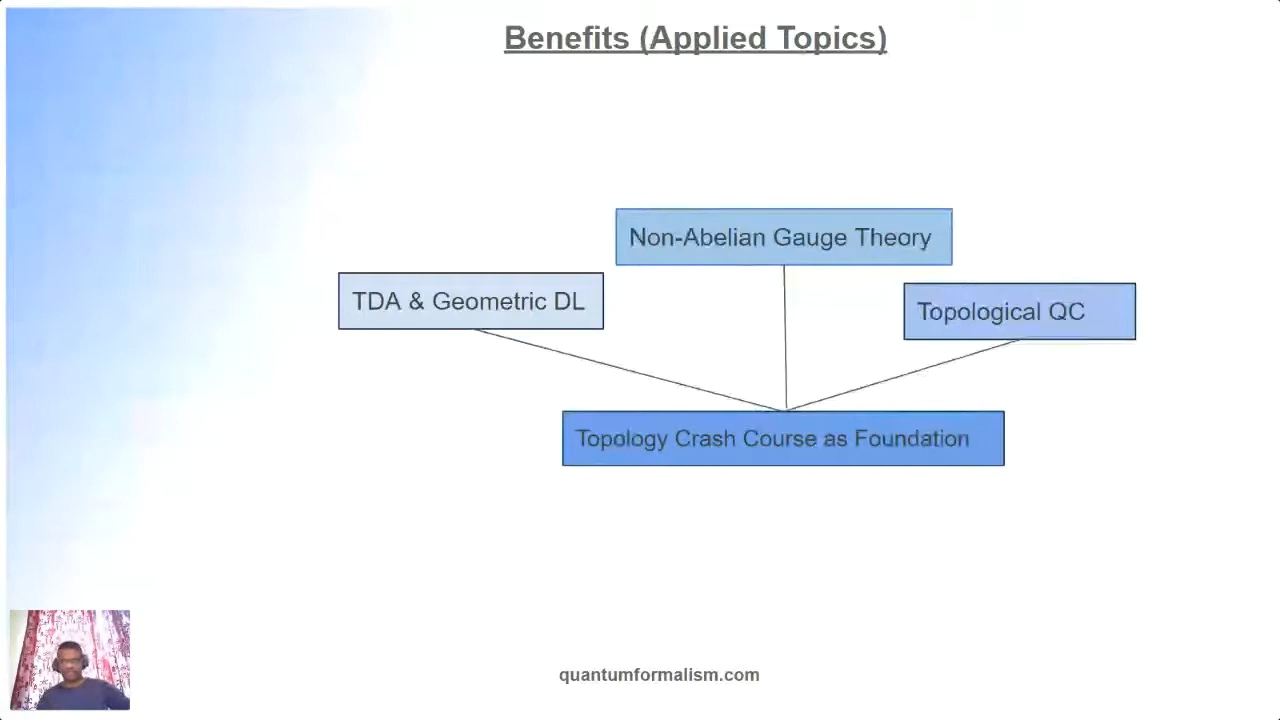 Benefits (Applied Topics)
Non-Abelian Gauge Theory
TDA & Geometric DL
Topological QC
Topology Crash Course as Foundation
quantumformalism.com